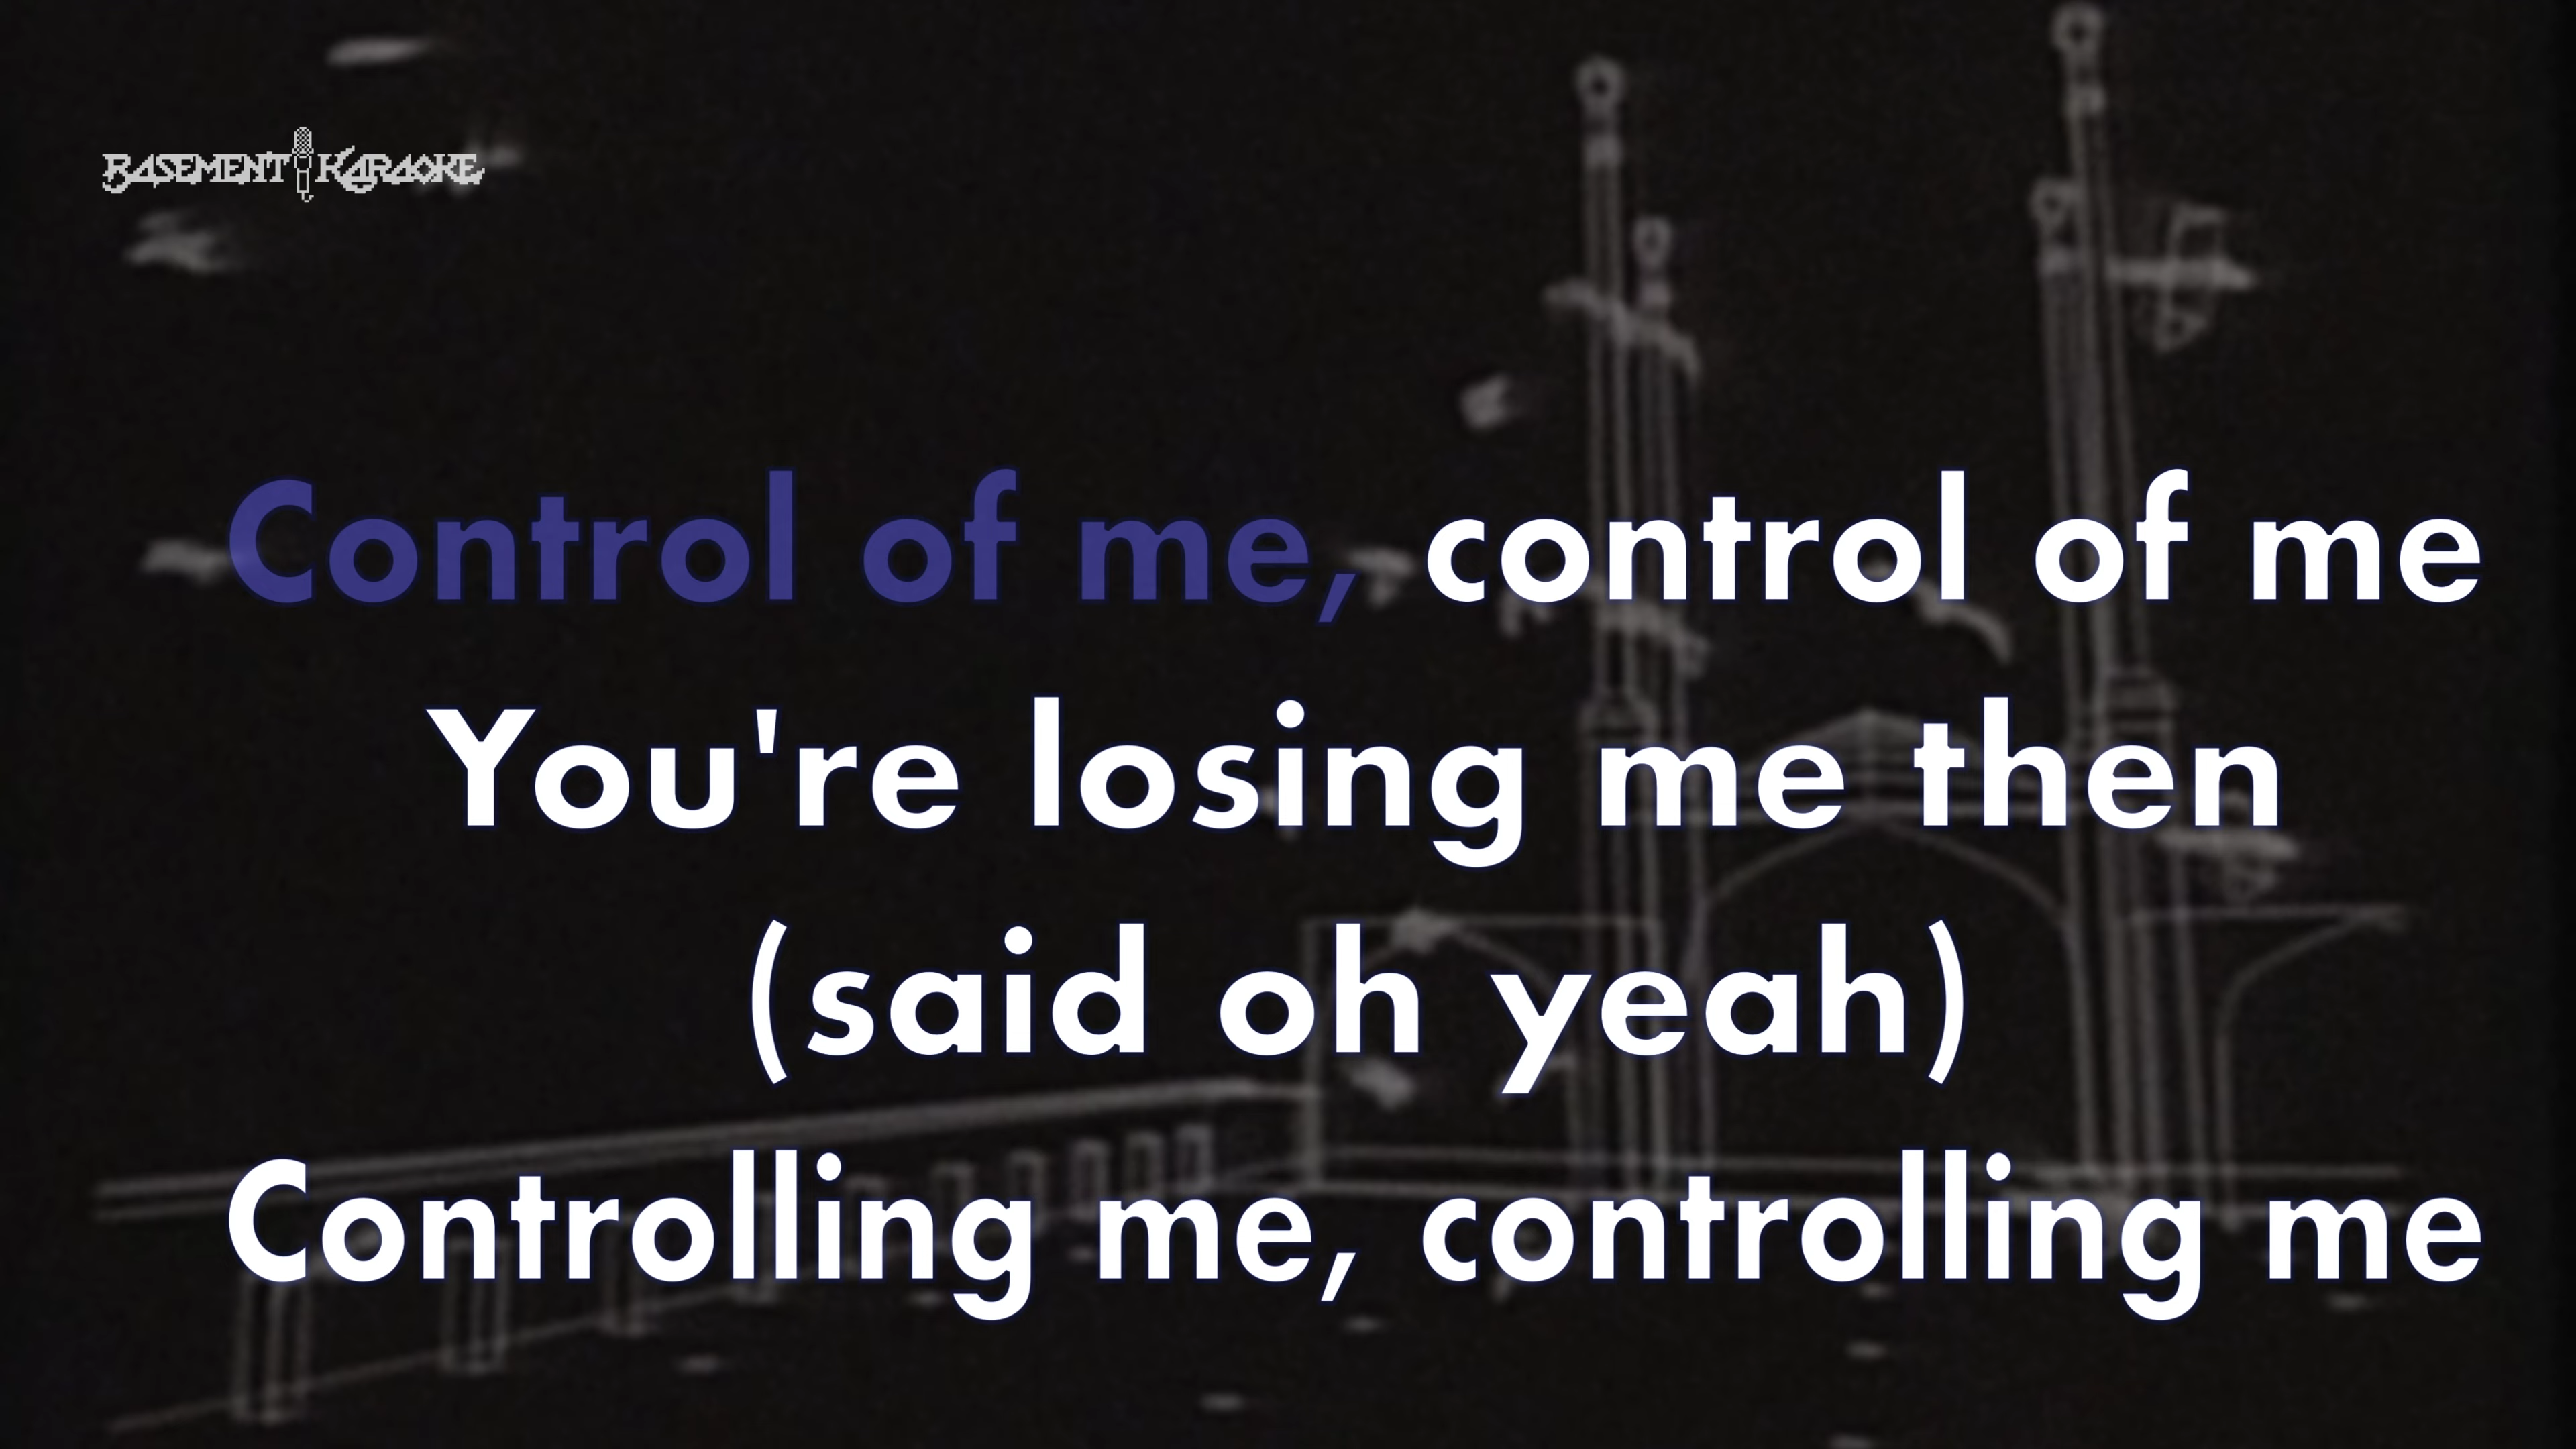 BASEMENT KARAOKE
Control of me, control of me
You're losing me then
(said oh yeah)
Controlling me, controlling me